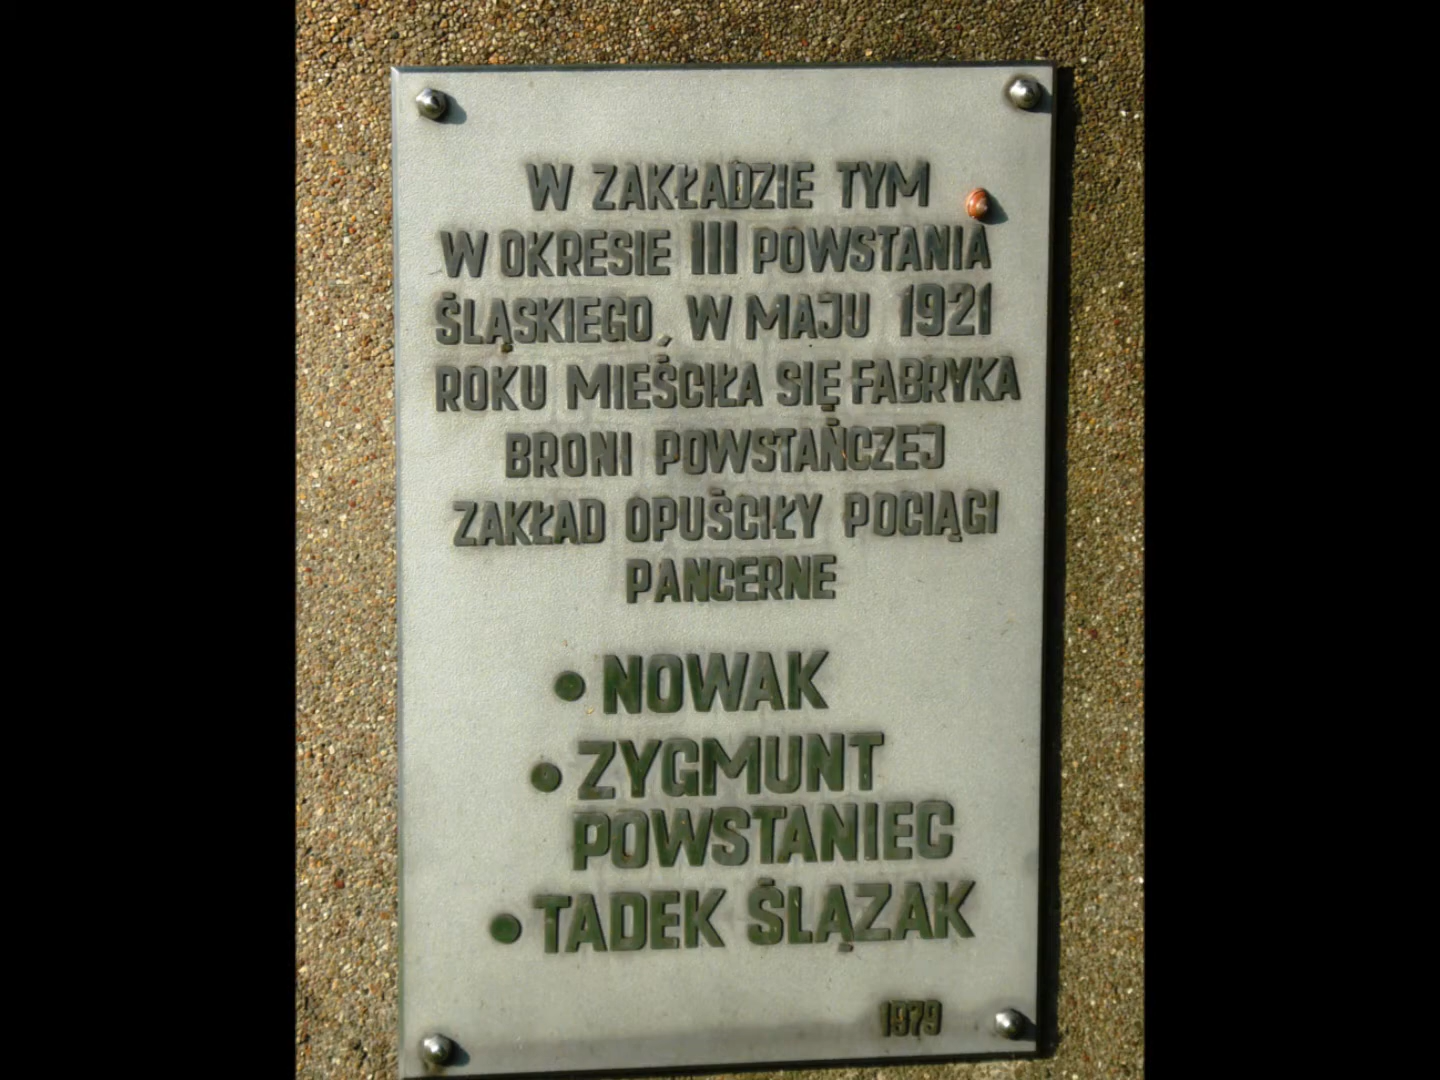 W ZAKŁADZIE TYM
W OKRESIE III POWSTANIA
ŚLĄSKIEGO, W MAJU 1921
ROKU MIEŚCIŁA SIĘ FABRYKA
BRONI POWSTAŃCZEJ
ZAKŁAD OPUŚCIŁY POCIĄGI
PANCERNE
• NOWAK
• ZYGMUNT
POWSTANIEC
• TADEK ŚLĄZAK
1979